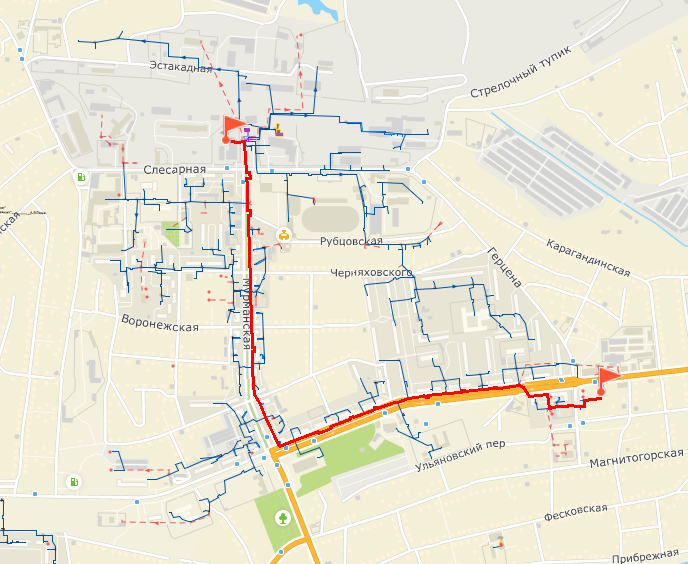 Эстакадная
Стрелочный тупик
Слесарная
Рубцовская
Карагандинская
Герцена
Черняховского
Мурманская
Воронежская
Ульяновский пер
Магнитогорская
Фесковская
Прибрежная